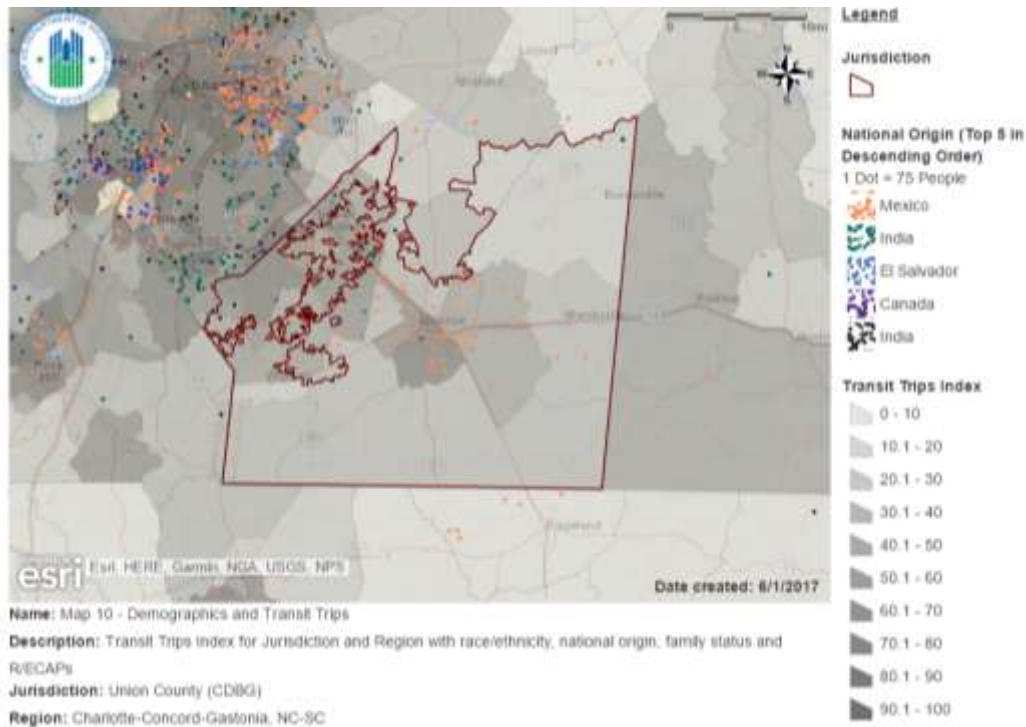 Legend
Jurisdiction
National Origin (Top 5 in
Descending Order)
1 Dot = 75 People
Mexico
India
El Salvador
Canada
India
Transit Trips Index
0 - 10
10.1 - 20
20.1 - 30
30.1 - 40
40.1 - 50
50.1 - 60
60.1 - 70
70.1 - 80
80.1 - 90
90.1 - 100
Monroe
Pageland
esri
Esri, HERE, Garmin, NGA, USGS, NPS
Date created: 6/1/2017
Name: Map 10 - Demographics and Transit Trips
Description: Transit Trips Index for Jurisdiction and Region with race/ethnicity, national origin, family status and
R/ECAPs
Jurisdiction: Union County (CDBG)
Region: Charlotte-Concord-Gastonia, NC-SC